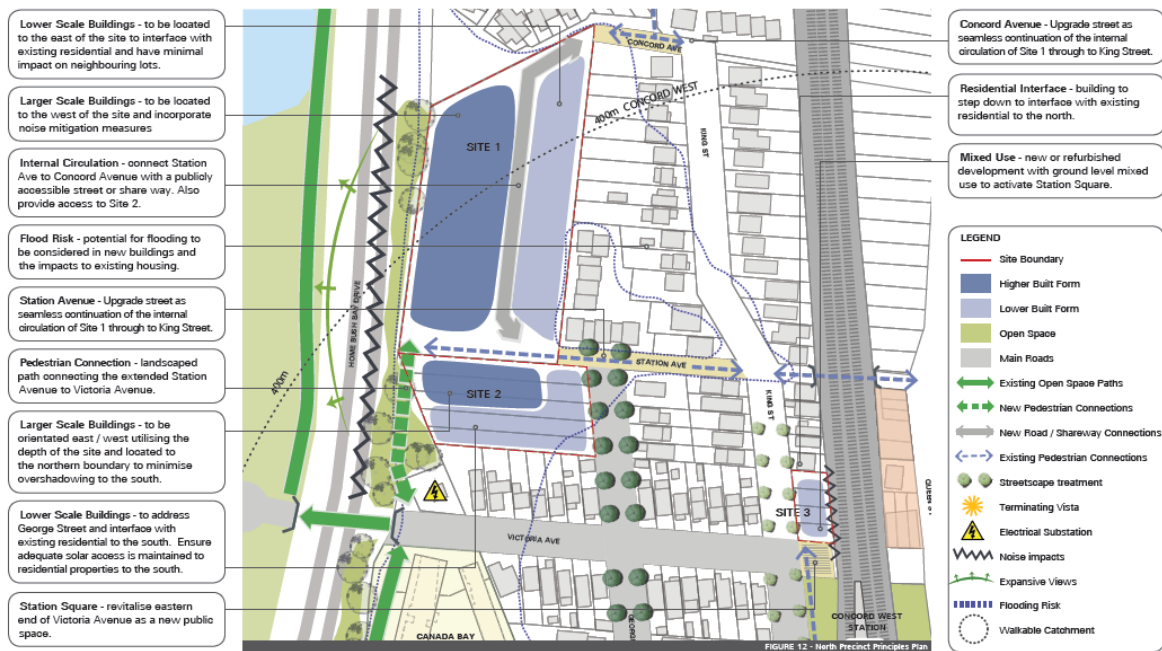 Lower Scale Buildings - to be located
to the east of the site to interface with
existing residential and have minimal
impact on neighbouring lots.
Larger Scale Buildings - to be located
to the west of the site and incorporate
noise mitigation measures
Internal Circulation - connect Station
Ave to Concord Avenue with a publicly
accessible street or share way. Also
provide access to Site 2.
Flood Risk - potential for flooding to
be considered in new buildings and
the impacts to existing housing.
Station Avenue - Upgrade street as
seamless continuation of the internal
circulation of Site 1 through to King Street.
Pedestrian Connection - landscaped
path connecting the extended Station
Avenue to Victoria Avenue.
Larger Scale Buildings - to be
orientated east / west utilising the
depth of the site and located to
the northern boundary to minimise
overshadowing to the south.
Lower Scale Buildings - to address
George Street and interface with
existing residential to the south. Ensure
adequate solar access is maintained to
residential properties to the south.
Station Square - revitalise eastern
end of Victoria Avenue as a new public
space.
CONCORD AVE
400m CONCORD WEST
SITE 1
KING ST
HOME BUSH BAY DRIVE
400m
STATION AVE
SITE 2
KING ST
SITE 3
VICTORIA AVE
CANADA BAY
CONCORD WEST
STATION
FIGURE 12 - North Precinct Principles Plan
Concord Avenue - Upgrade street as
seamless continuation of the internal
circulation of Site 1 through to King Street.
Residential Interface - building to
step down to interface with existing
residential to the north.
Mixed Use - new or refurbished
development with ground level mixed
use to activate Station Square.
LEGEND
Site Boundary
Higher Built Form
Lower Built Form
Open Space
Main Roads
Existing Open Space Paths
New Pedestrian Connections
New Road / Shareway Connections
Existing Pedestrian Connections
Streetscape treatment
Terminating Vista
Electrical Substation
Noise impacts
Expansive Views
Flooding Risk
Walkable Catchment